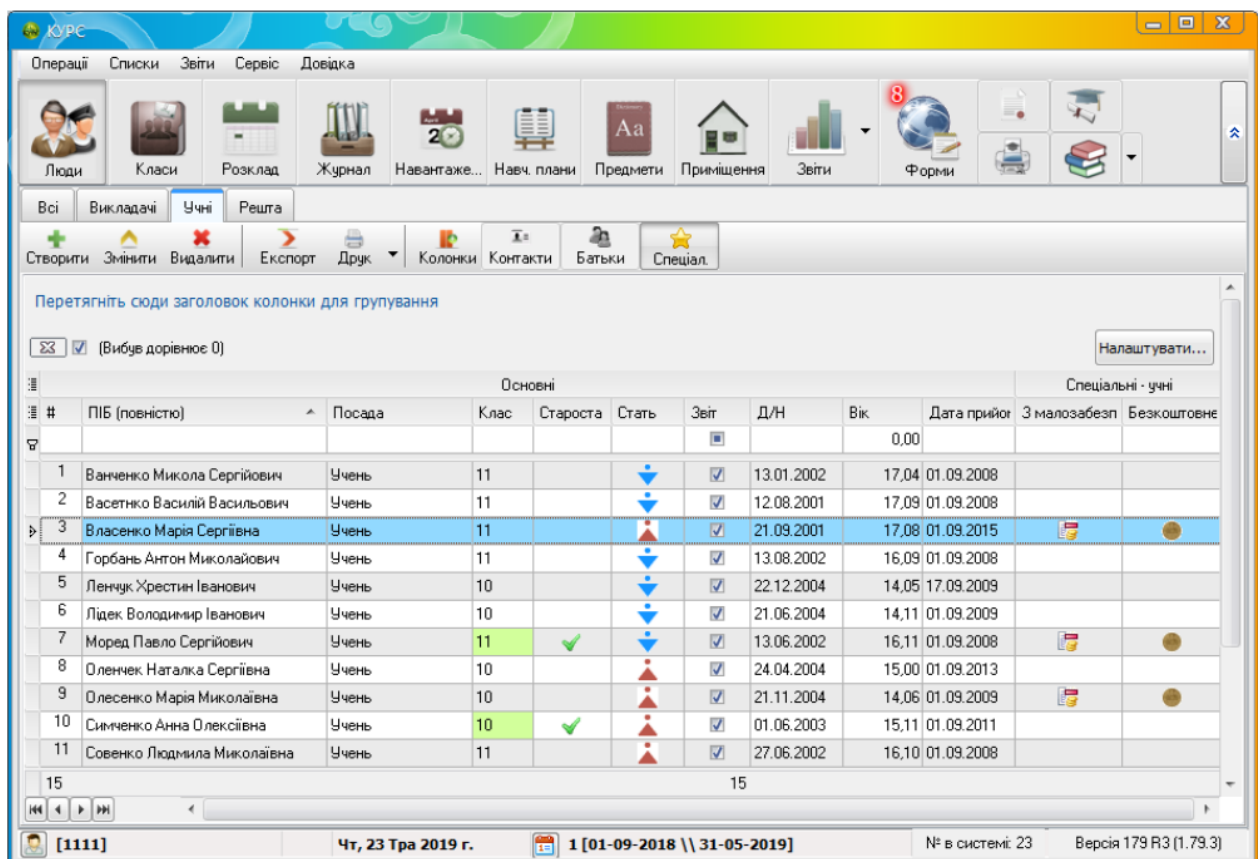 КУРС
Операції Списки Звіти Сервіс Довідка
8
April
2
Dictionary
Aa
Люди Класи Розклад Журнал Навантаже... Навч. плани Предмети Приміщення Звіти Форми
Всі Викладачі Учні Решта
Створити Змінити Видалити Експорт Друк Колонки Контакти Батьки Спеціал.
Перетягніть сюди заголовок колонки для групування
(Вибув дорівнює 0) Налаштувати...
Основні Спеціальні - учні
# ПІБ (повністю) Посада Клас Староста Стать Звіт Д/Н Вік Дата прийом З малозабезп Безкоштовне
0,00
1 Ванченко Микола Сергійович Учень 11 13.01.2002 17,04 01.09.2008
2 Васетнко Василій Васильович Учень 11 12.08.2001 17,09 01.09.2008
3 Власенко Марія Сергіївна Учень 11 21.09.2001 17,08 01.09.2015
4 Горбань Антон Миколайович Учень 11 13.08.2002 16,09 01.09.2008
5 Ленчук Хрестин Іванович Учень 10 22.12.2004 14,05 17.09.2009
6 Лідек Володимир Іванович Учень 10 21.06.2004 14,11 01.09.2009
7 Моред Павло Сергійович Учень 11 13.06.2002 16,11 01.09.2008
8 Оленчек Наталка Сергіївна Учень 10 24.04.2004 15,00 01.09.2013
9 Олесенко Марія Миколаївна Учень 10 21.11.2004 14,06 01.09.2009
10 Симченко Анна Олексіївна Учень 10 01.06.2003 15,11 01.09.2011
11 Совенко Людмила Миколаївна Учень 11 27.06.2002 16,10 01.09.2008
15 15
[1111] Чт, 23 Тра 2019 г. 1 [01-09-2018 \\ 31-05-2019] № в системі: 23 Версія 179 R3 (1.79.3)